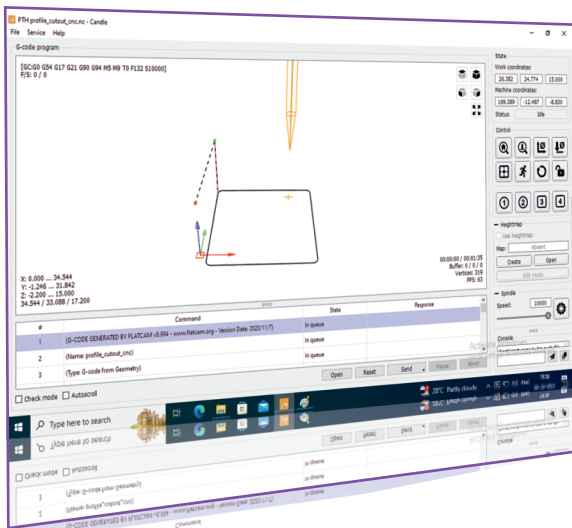 PTH profile_cutout_cnc.nc - Candle
File Service Help
G-code program
[GC:G0 G54 G17 G21 G90 G94 M5 M9 T0 F132 S10000]
F/S: 0 / 0
X: 0.000 ... 34.544
Y: -1.246 ... 31.842
Z: -2.200 ... 15.000
34.544 / 33.088 / 17.200
00:00:00 / 00:01:35
Buffer: 0 / 0 / 0
Vertices: 319
FPS: 63
State
Work coordinates:
26.382 24.774 15.000
Machine coordinates:
169.389 -12.487 -8.830
Status: Idle
Control
1 2 3 4
Heightmap
Use heightmap
Map: Absent
Create Open
Edit mode
Spindle
Speed: 10000
Console
# Command State Response
1 (G-CODE GENERATED BY FLATCAM v8.994 - www.flatcam.org - Version Date: 2020/11/7) In queue
2 (Name: profile_cutout_cnc) In queue
3 (Type: G-code from Geometry) In queue
Check mode Autoscroll
Open Reset Send Pause Abort
Type here to search
28°C Partly cloudy
ENG